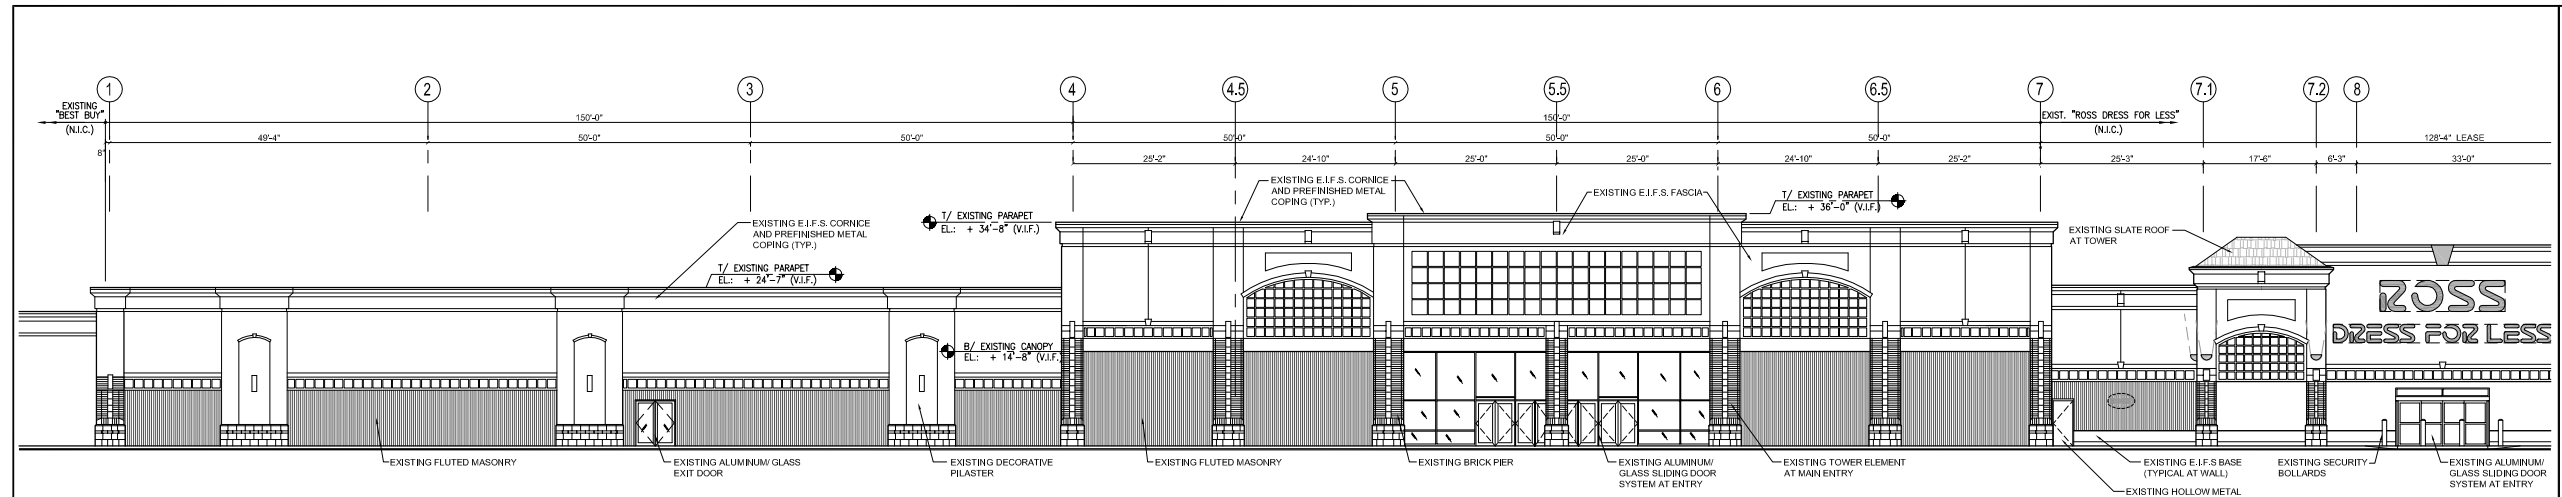 1
2
3
4
4.5
5
5.5
6
6.5
7
7.1
7.2
8
EXISTING
"BEST BUY"
(N.I.C.)
150'-0"
150'-0"
EXIST. "ROSS DRESS FOR LESS"
(N.I.C.)
49'-4"
50'-0"
50'-0"
50'-0"
50'-0"
50'-0"
128'-4" LEASE
8"
25'-2"
24'-10"
25'-0"
25'-0"
24'-10"
25'-2"
25'-3"
17'-6"
6'-3"
33'-0"
EXISTING E.I.F.S. CORNICE
AND PREFINISHED METAL
COPING (TYP.)
EXISTING E.I.F.S. FASCIA
T/ EXISTING PARAPET
EL.: + 36'-0" (V.I.F.)
T/ EXISTING PARAPET
EL.: + 34'-8" (V.I.F.)
EXISTING E.I.F.S. CORNICE
AND PREFINISHED METAL
COPING (TYP.)
EXISTING SLATE ROOF
AT TOWER
T/ EXISTING PARAPET
EL.: + 24'-7" (V.I.F.)
ROSS
DRESS FOR LESS
B/ EXISTING CANOPY
EL.: + 14'-8" (V.I.F.)
EXISTING FLUTED MASONRY
EXISTING ALUMINUM/ GLASS
EXIT DOOR
EXISTING DECORATIVE
PILASTER
EXISTING FLUTED MASONRY
EXISTING BRICK PIER
EXISTING ALUMINUM/
GLASS SLIDING DOOR
SYSTEM AT ENTRY
EXISTING TOWER ELEMENT
AT MAIN ENTRY
EXISTING E.I.F.S BASE
(TYPICAL AT WALL)
EXISTING HOLLOW METAL
EXISTING SECURITY
BOLLARDS
EXISTING ALUMINUM/
GLASS SLIDING DOOR
SYSTEM AT ENTRY